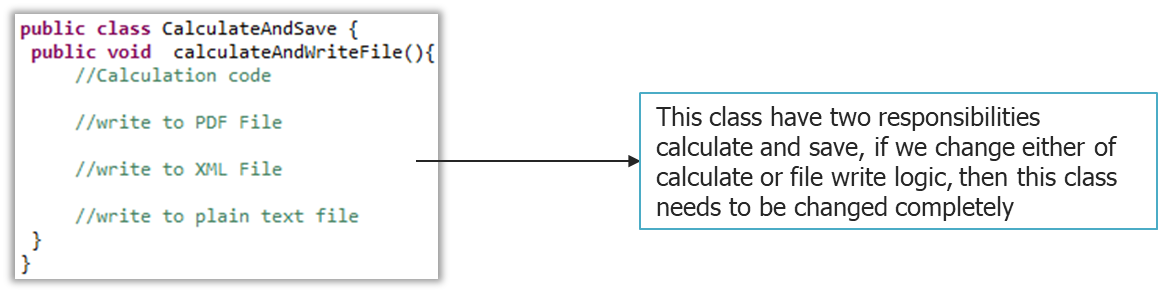 public class CalculateAndSave {
public void calculateAndWriteFile(){
//Calculation code
//write to PDF File
//write to XML File
//write to plain text file
}
}
This class have two responsibilities
calculate and save, if we change either of
calculate or file write logic, then this class
needs to be changed completely